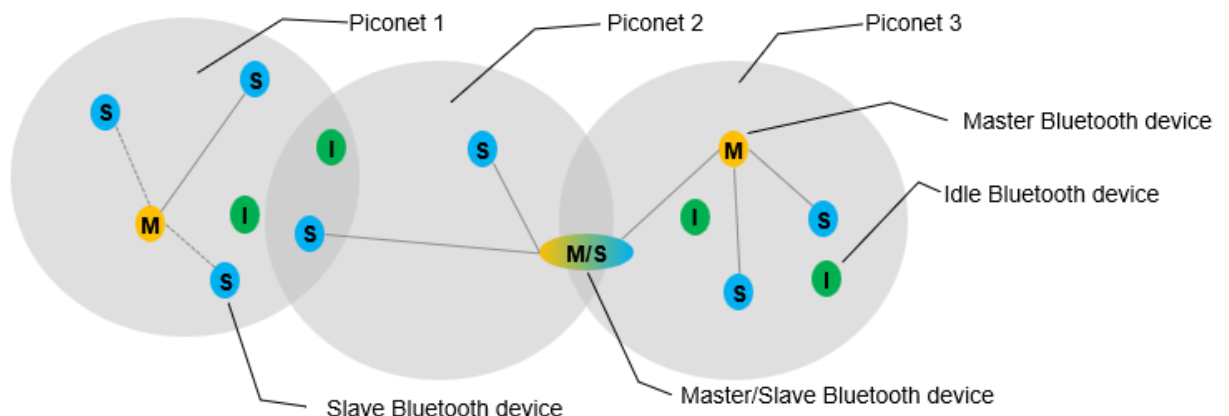 Piconet 1
Piconet 2
Piconet 3
S
S
M
I
I
S
S
S
M/S
M
I
S
S
I
Master Bluetooth device
Idle Bluetooth device
Slave Bluetooth device
Master/Slave Bluetooth device